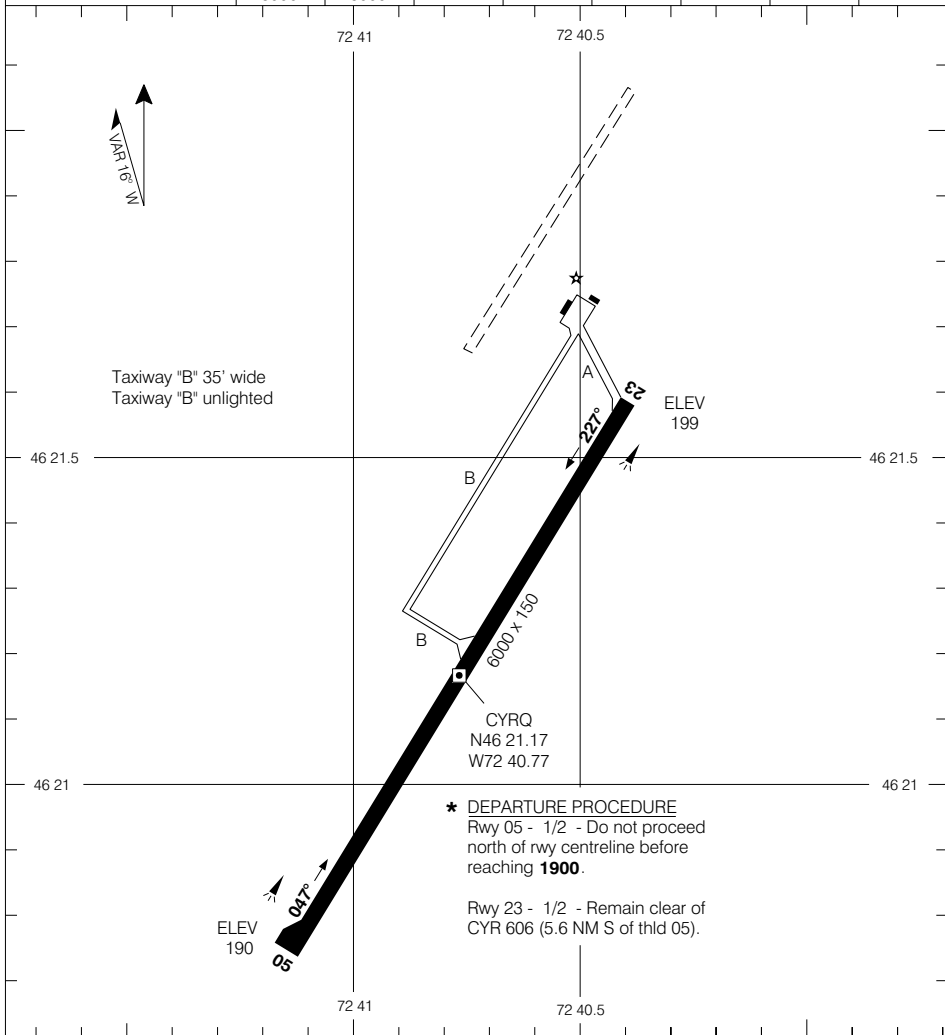 72 41
72 40.5
VAR 16° W
Taxiway "B" 35' wide
Taxiway "B" unlighted
A
23
ELEV
199
227°
46 21.5
46 21.5
B
6000 x 150
B
CYRQ
N46 21.17
W72 40.77
46 21
46 21
* DEPARTURE PROCEDURE
Rwy 05 - 1/2 - Do not proceed
north of rwy centreline before
reaching 1900.
Rwy 23 - 1/2 - Remain clear of
CYR 606 (5.6 NM S of thld 05).
047°
ELEV
190
05
72 41
72 40.5